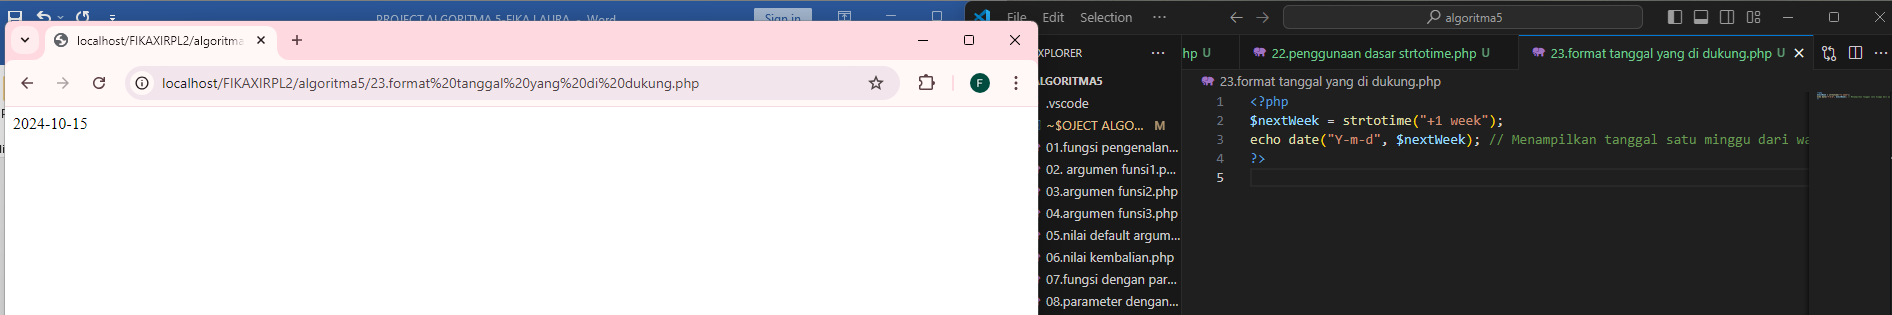 PROJECT ALGORITMA 5-FIKA LAURA - Word
Sign in
localhost/FIKAXIRPL2/algoritma
localhost/FIKAXIRPL2/algoritma5/23.format%20tanggal%20yang%20di%20dukung.php
F
2024-10-15
File Edit Selection ···
algoritma5
XPLORER ···
ALGORITMA5
.vscode
~$OJECT ALGO... M
01.fungsi pengenalan...
02. argumen funsi1.p...
03.argumen funsi2.php
04.argumen funsi3.php
05.nilai default argum...
06.nilai kembalian.php
07.fungsi dengan par...
08.parameter dengan...
hp U
22.penggunaan dasar strtotime.php U
23.format tanggal yang di dukung.php U
23.format tanggal yang di dukung.php
1 <?php
2 $nextWeek = strtotime("+1 week");
3 echo date("Y-m-d", $nextWeek); // Menampilkan tanggal satu minggu dari wa
4 ?>
5